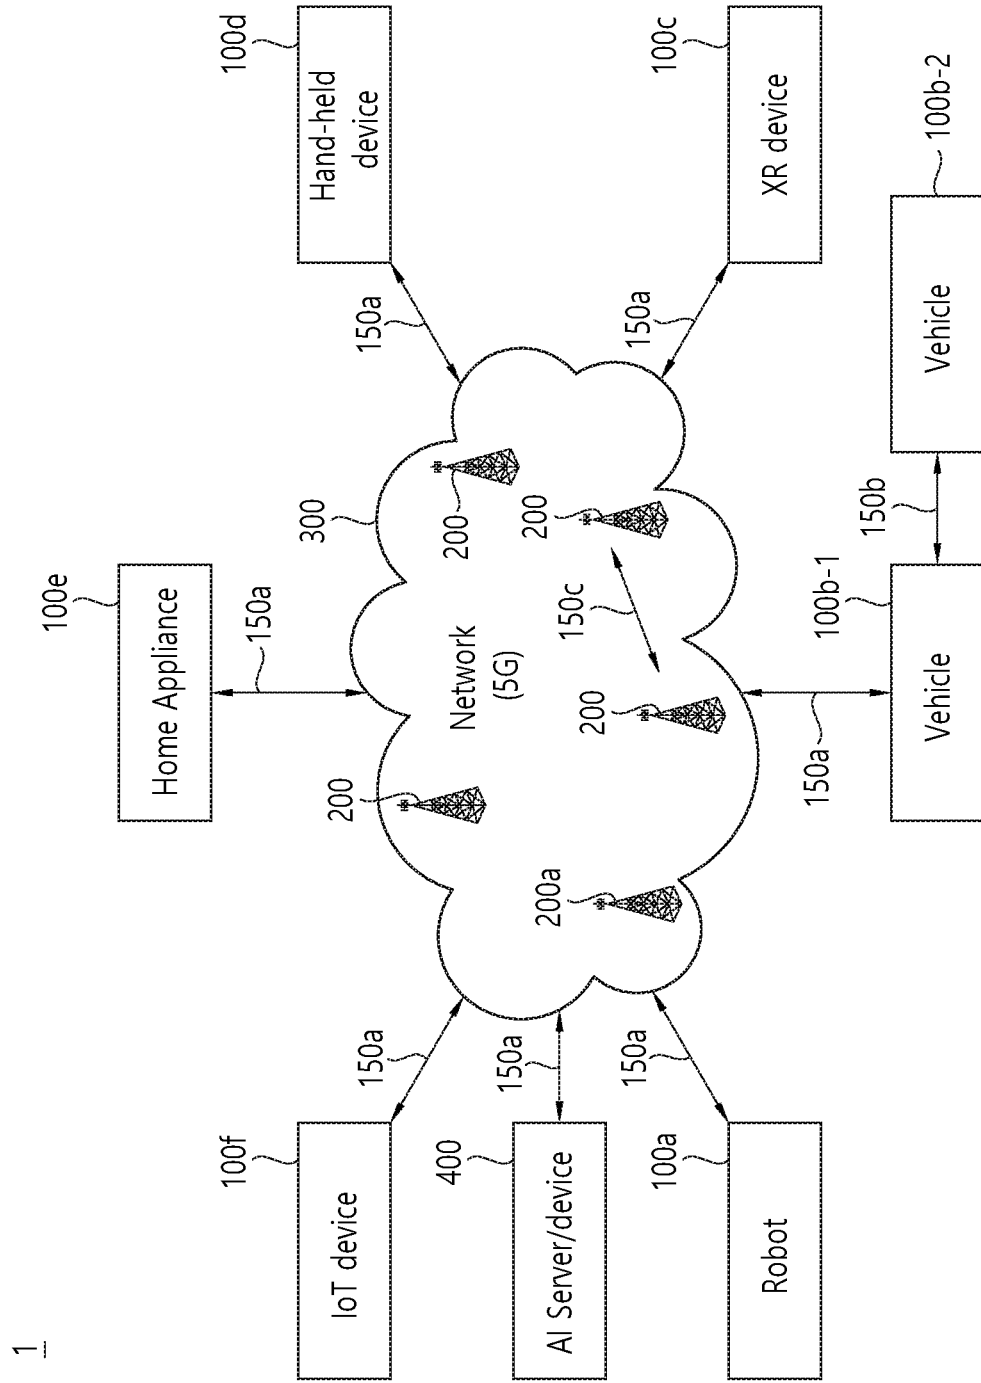 1
100e
Home Appliance
150a
100f
IoT device
150a
300
100d
Hand-held
device
150a
200
200
Network
(5G)
400
AI Server/device
150a
200a
200
150c
200
100a
Robot
150a
150a
100c
XR device
150a
100b-1
Vehicle
150b
100b-2
Vehicle